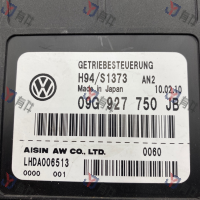 GETRIEBESTEUERUNG
H94/S1373 AN2
Made in Japan 10.02.10
09G 927 750 JB
AISIN AW CO., LTD. 0060
LHDA006513
0000 001